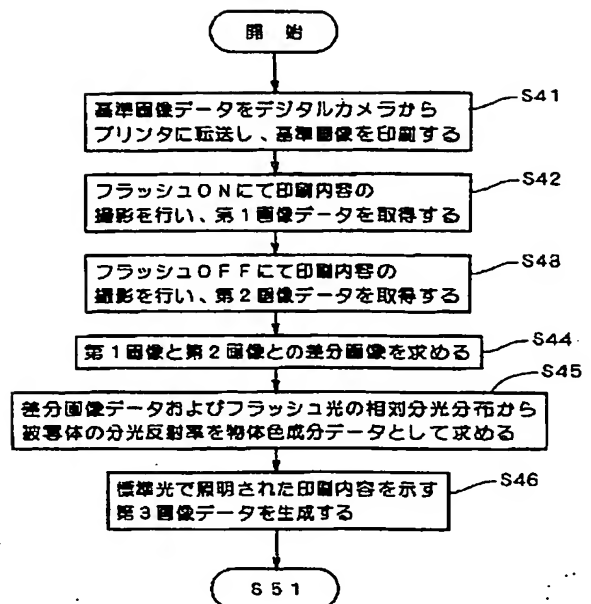 開始
S41
基準画像データをデジタルカメラから
プリンタに転送し、基準画像を印刷する
S42
フラッシュONにて印刷内容の
撮影を行い、第1画像データを取得する
S48
フラッシュOFFにて印刷内容の
撮影を行い、第2画像データを取得する
S44
第1画像と第2画像との差分画像を求める
S45
差分画像データおよびフラッシュ光の相対分光分布から
被写体の分光反射率を物体色成分データとして求める
S46
標準光で照明された印刷内容を示す
第3画像データを生成する
S51